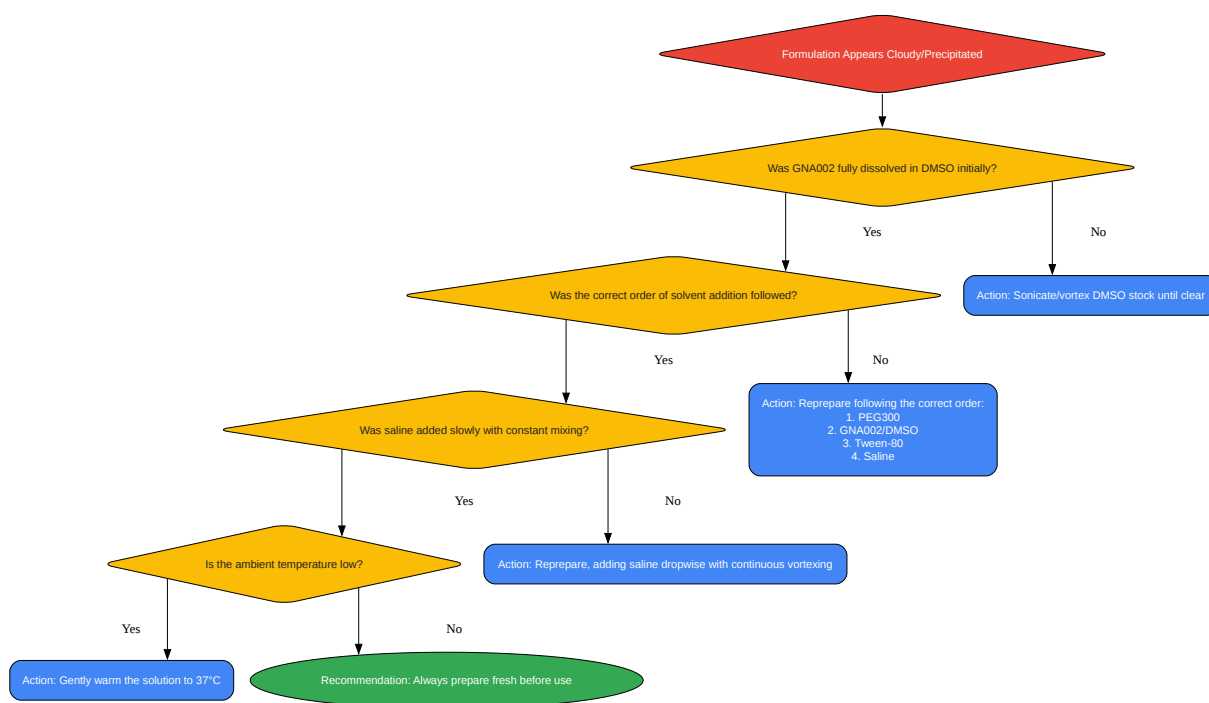 Formulation Appears Cloudy/Precipitated
Was GNA002 fully dissolved in DMSO initially?
Yes
No
Was the correct order of solvent addition followed?
Action: Sonicate/vortex DMSO stock until clear
Yes
No
Action: Reprepare following the correct order:
1. PEG300
2. GNA002/DMSO
3. Tween-80
4. Saline
Was saline added slowly with constant mixing?
Yes
No
Is the ambient temperature low?
Action: Reprepare, adding saline dropwise with continuous vortexing
Yes
No
Action: Gently warm the solution to 37°C
Recommendation: Always prepare fresh before use